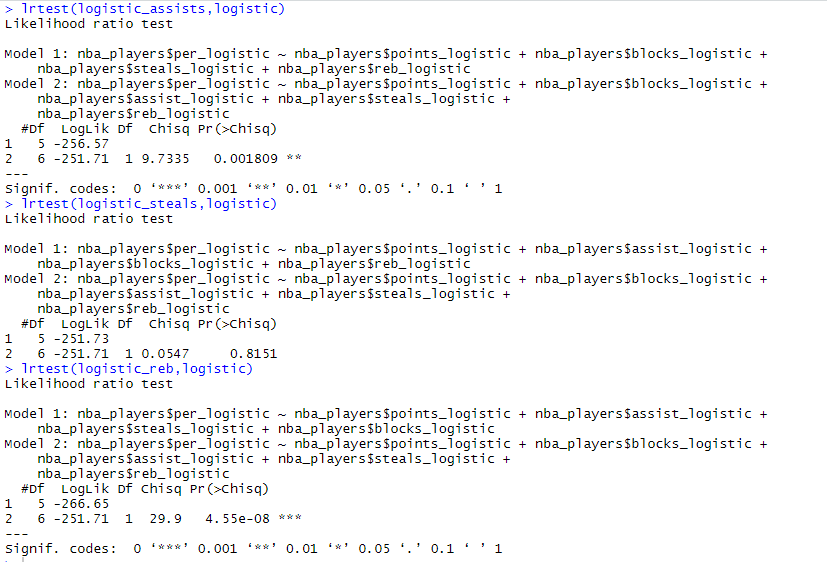 > lrtest(logistic_assists,logistic)
Likelihood ratio test

Model 1: nba_players$per_logistic ~ nba_players$points_logistic + nba_players$blocks_logistic +
    nba_players$steals_logistic + nba_players$reb_logistic
Model 2: nba_players$per_logistic ~ nba_players$points_logistic + nba_players$blocks_logistic +
    nba_players$assist_logistic + nba_players$steals_logistic +
    nba_players$reb_logistic
  #Df  LogLik Df  Chisq Pr(>Chisq)
1   5 -256.57
2   6 -251.71  1 9.7335   0.001809 **
---
Signif. codes:  0 ‘***’ 0.001 ‘**’ 0.01 ‘*’ 0.05 ‘.’ 0.1 ‘ ’ 1
> lrtest(logistic_steals,logistic)
Likelihood ratio test

Model 1: nba_players$per_logistic ~ nba_players$points_logistic + nba_players$assist_logistic +
    nba_players$blocks_logistic + nba_players$reb_logistic
Model 2: nba_players$per_logistic ~ nba_players$points_logistic + nba_players$blocks_logistic +
    nba_players$assist_logistic + nba_players$steals_logistic +
    nba_players$reb_logistic
  #Df  LogLik Df  Chisq Pr(>Chisq)
1   5 -251.73
2   6 -251.71  1 0.0547     0.8151
> lrtest(logistic_reb,logistic)
Likelihood ratio test

Model 1: nba_players$per_logistic ~ nba_players$points_logistic + nba_players$assist_logistic +
    nba_players$steals_logistic + nba_players$blocks_logistic
Model 2: nba_players$per_logistic ~ nba_players$points_logistic + nba_players$blocks_logistic +
    nba_players$assist_logistic + nba_players$steals_logistic +
    nba_players$reb_logistic
  #Df  LogLik Df Chisq Pr(>Chisq)
1   5 -266.65
2   6 -251.71  1  29.9   4.55e-08 ***
---
Signif. codes:  0 ‘***’ 0.001 ‘**’ 0.01 ‘*’ 0.05 ‘.’ 0.1 ‘ ’ 1